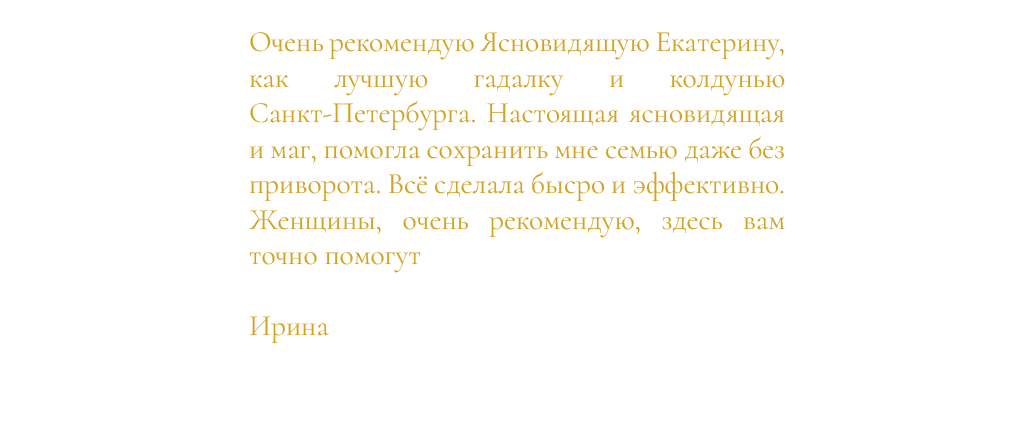 Очень рекомендую Ясновидящую Екатерину,
как лучшую гадалку и колдунью
Санкт-Петербурга. Настоящая ясновидящая
и маг, помогла сохранить мне семью даже без
приворота. Всё сделала бысро и эффективно.
Женщины, очень рекомендую, здесь вам
точно помогут
Ирина